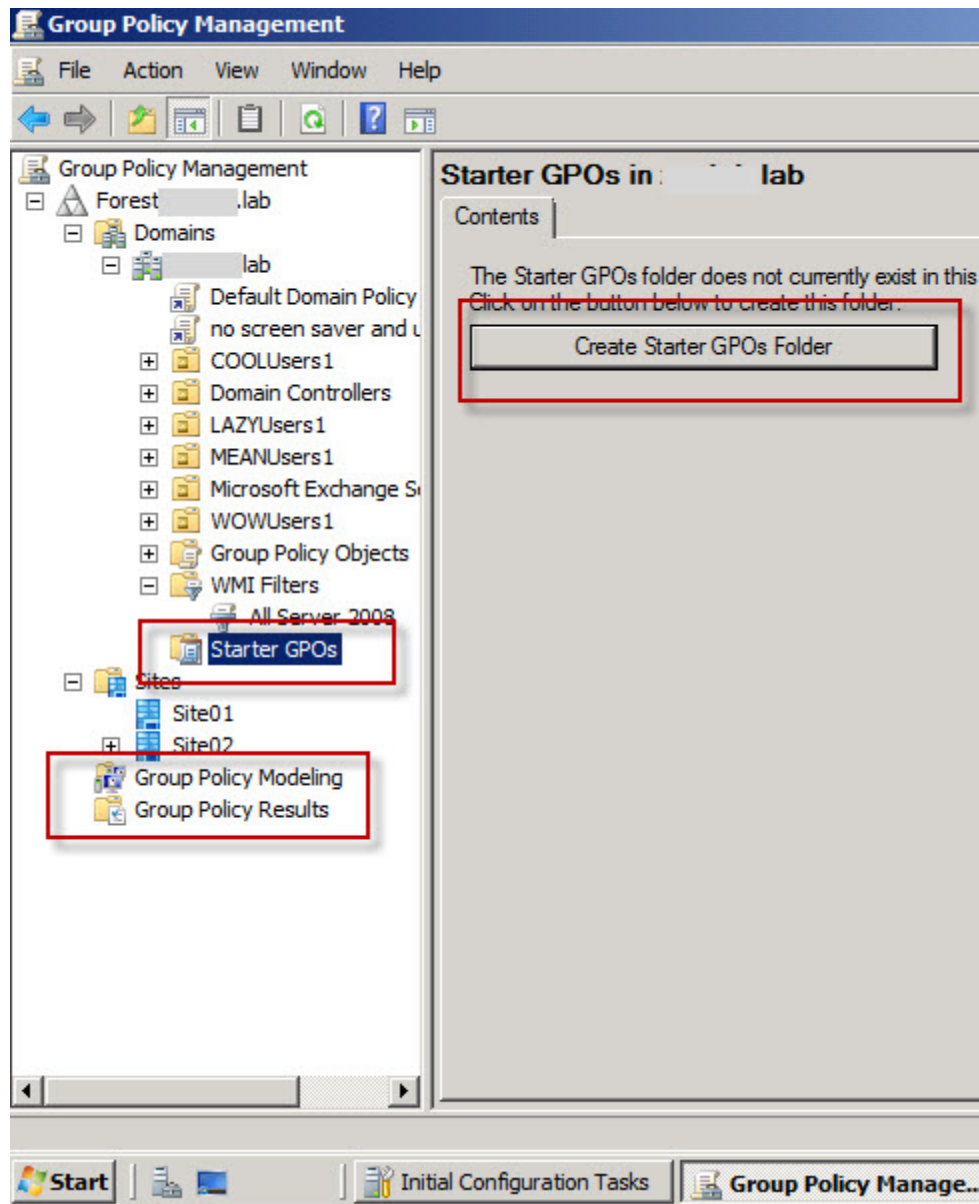 Group Policy Management
File Action View Window Help
Group Policy Management
Forest .lab
Domains
lab
Default Domain Policy
no screen saver and u
COOLUsers1
Domain Controllers
LAZYUsers1
MEANUsers1
Microsoft Exchange Se
WOWUsers1
Group Policy Objects
WMI Filters
All Server 2008
Starter GPOs
Sites
Site01
Site02
Group Policy Modeling
Group Policy Results
Starter GPOs in lab
Contents
The Starter GPOs folder does not currently exist in this
Click on the button below to create this folder.
Create Starter GPOs Folder
Start
Initial Configuration Tasks
Group Policy Manage...